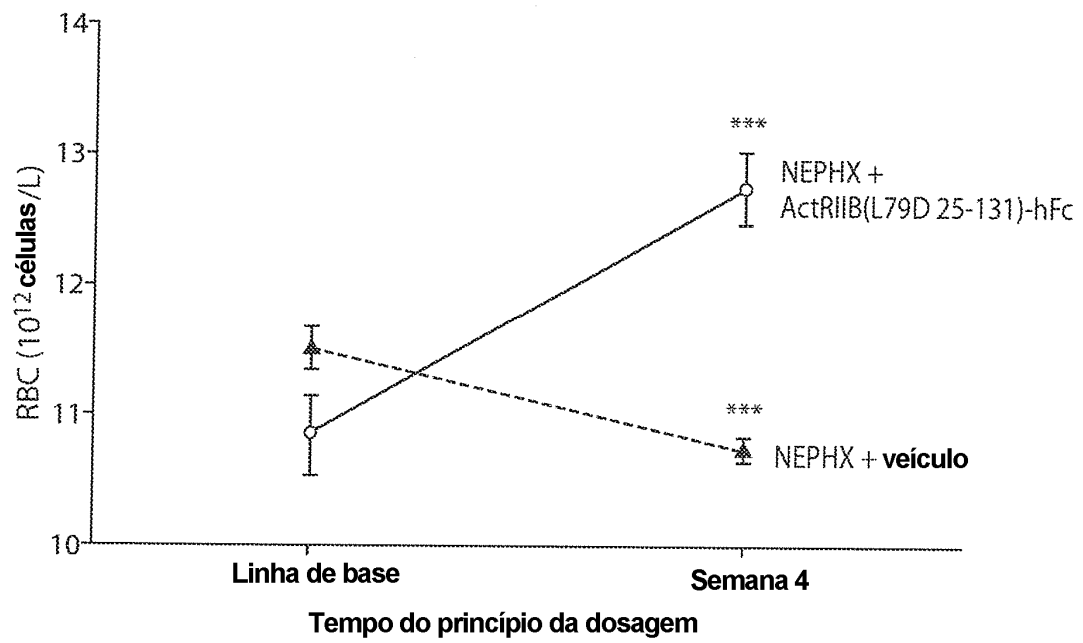 14
13
12
11
10
RBC (10¹² células/L)
***
NEPHX +
ActRIIB(L79D 25-131)-hFc
***
NEPHX + veículo
Linha de base
Semana 4
Tempo do princípio da dosagem